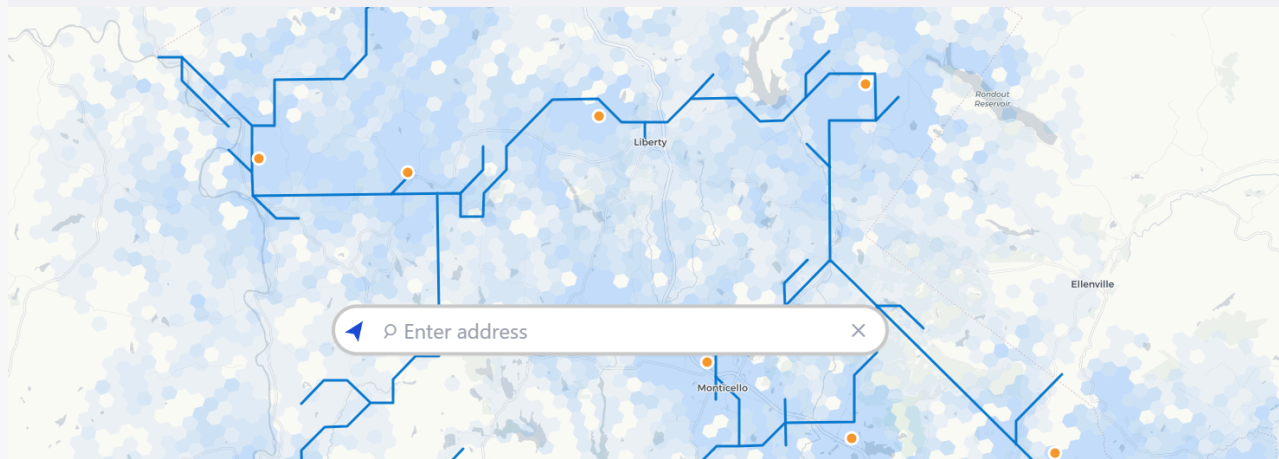 Rondout
Reservoir
Liberty
Ellenville
Enter address
Monticello